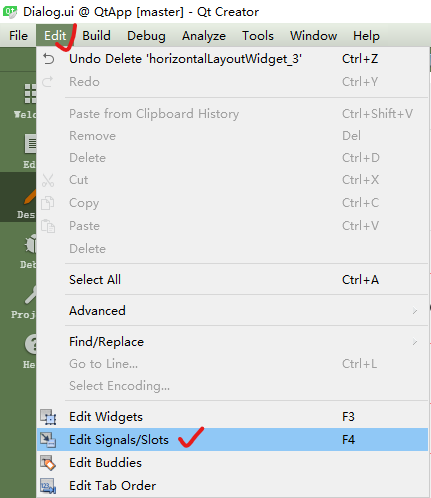 Dialog.ui @ QtApp [master] - Qt Creator
File Edit Build Debug Analyze Tools Window Help
Undo Delete 'horizontalLayoutWidget_3' Ctrl+Z
Redo Ctrl+Y
Paste from Clipboard History Ctrl+Shift+V
Remove Del
Delete Ctrl+D
Cut Ctrl+X
Copy Ctrl+C
Paste Ctrl+V
Delete
Select All Ctrl+A
Advanced
Find/Replace
Go to Line... Ctrl+L
Select Encoding...
Edit Widgets F3
Edit Signals/Slots F4
Edit Buddies
Edit Tab Order
Welc
Ed
Des
Deb
Proj
He